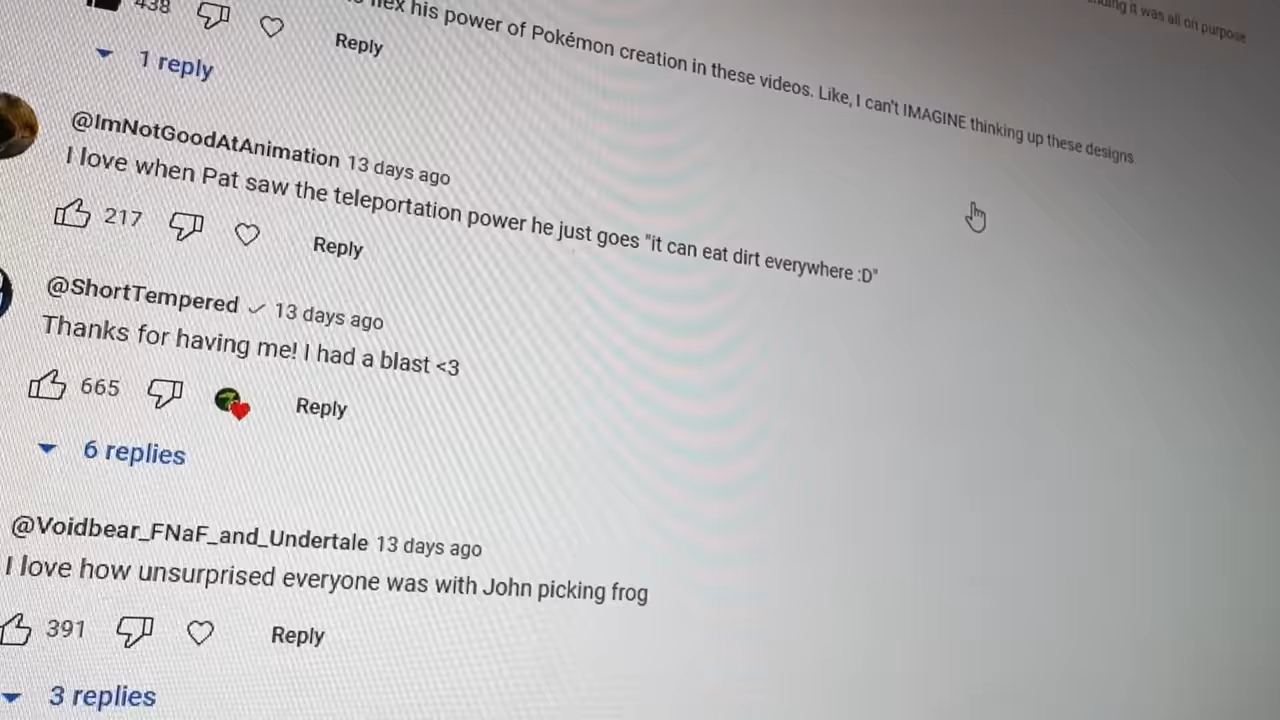 it was all on purpose
his power of Pokémon creation in these videos. Like, I can't IMAGINE thinking up these designs
438
Reply
1 reply
@ImNotGoodAtAnimation 13 days ago
I love when Pat saw the teleportation power he just goes "it can eat dirt everywhere :D"
217
Reply
@ShortTempered 13 days ago
Thanks for having me! I had a blast <3
665
Reply
6 replies
@Voidbear_FNaF_and_Undertale 13 days ago
I love how unsurprised everyone was with John picking frog
391
Reply
3 replies